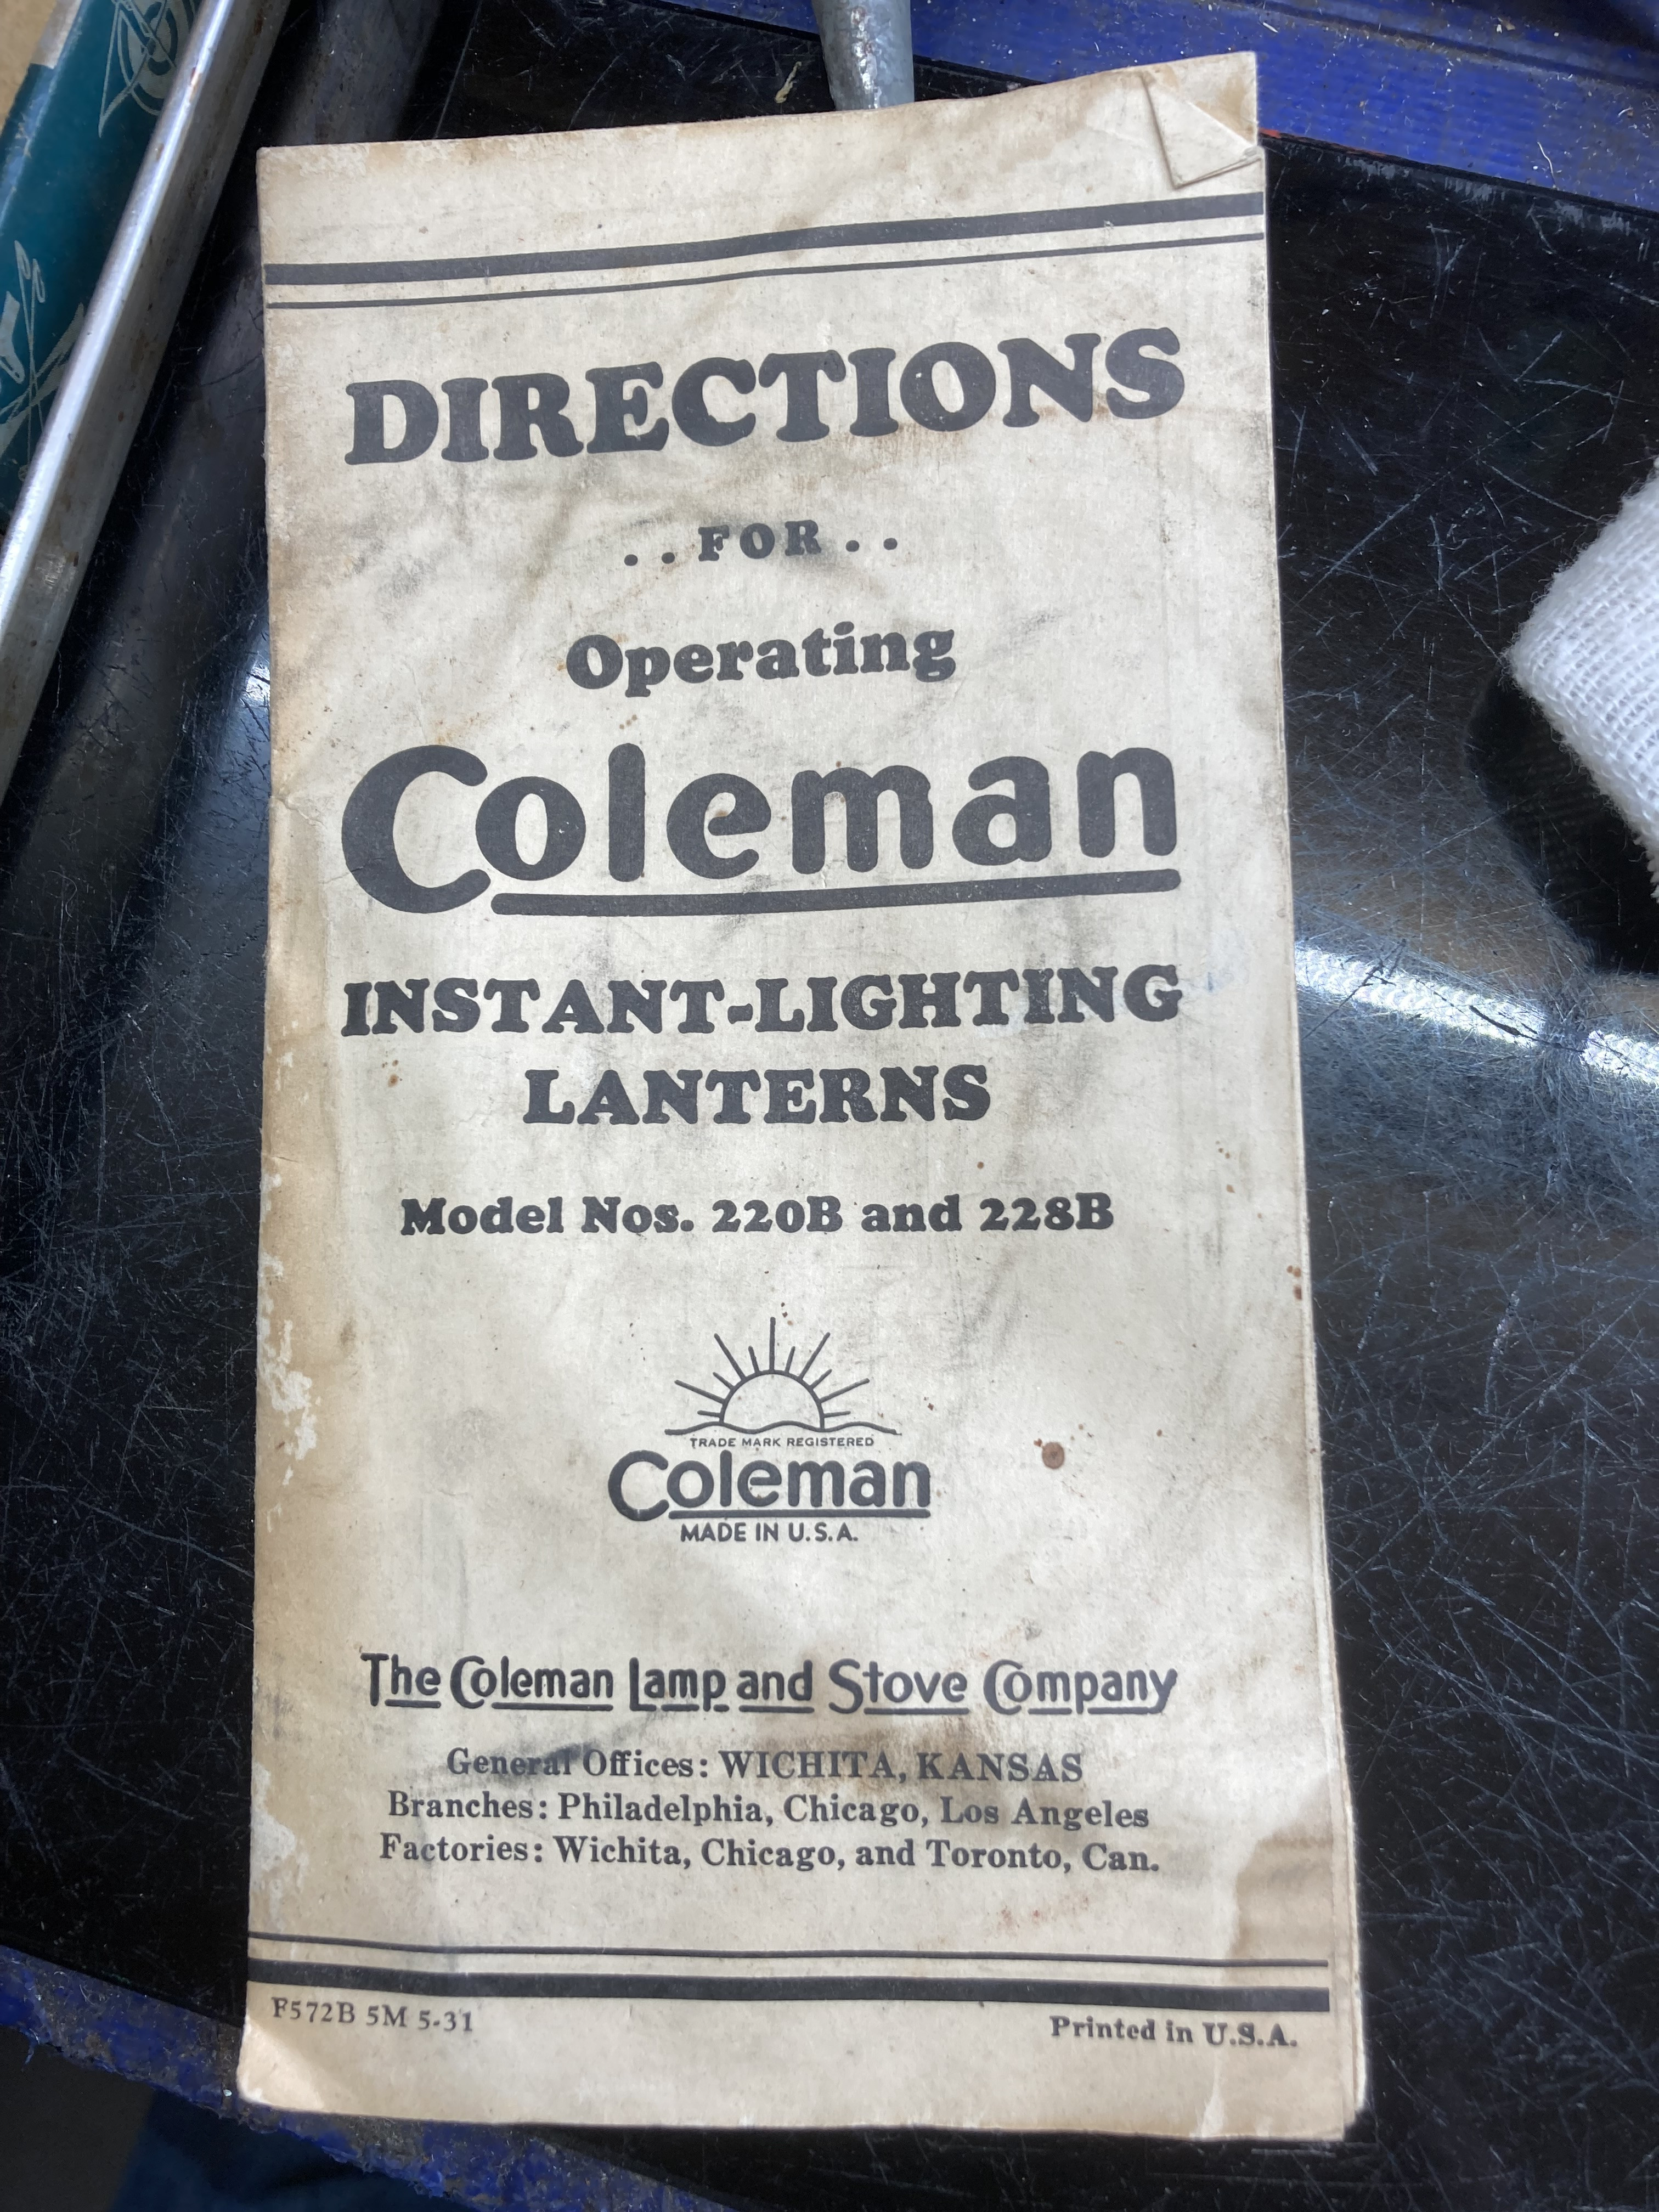 DIRECTIONS
. . FOR . .
Operating
Coleman
INSTANT-LIGHTING
LANTERNS
Model Nos. 220B and 228B
TRADE MARK REGISTERED
Coleman
MADE IN U.S.A.
The Coleman Lamp and Stove Company
General Offices: WICHITA, KANSAS
Branches: Philadelphia, Chicago, Los Angeles
Factories: Wichita, Chicago, and Toronto, Can.
F572B 5M 5-31
Printed in U.S.A.